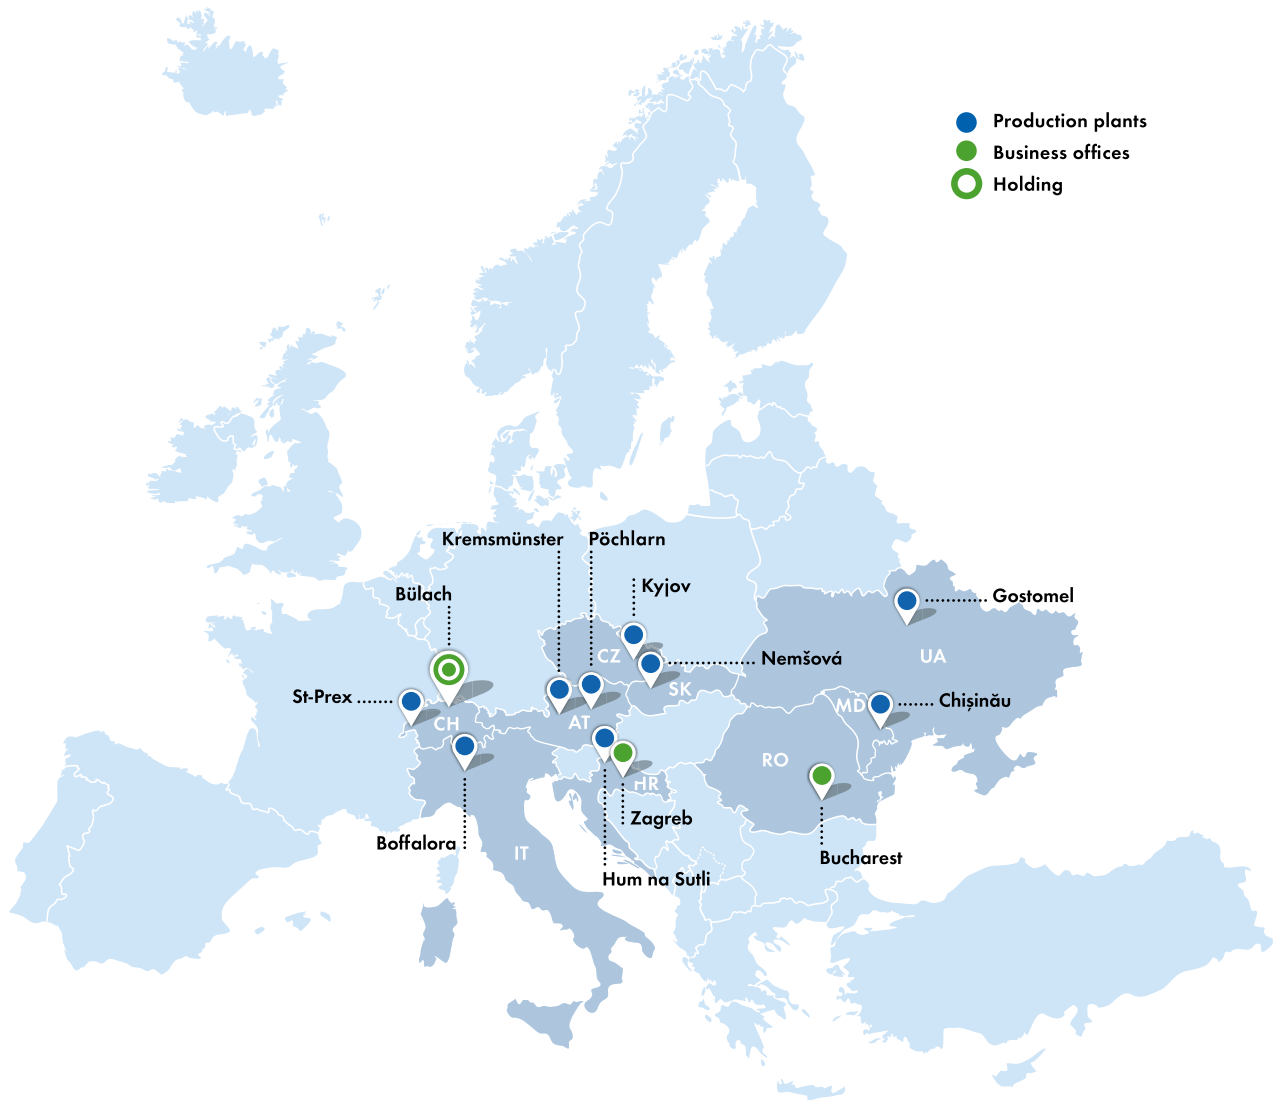 Production plants
Business offices
Holding
Kremsmünster
Pöchlarn
Kyjov
Bülach
Gostomel
CZ
Nemšová
UA
St-Prex
SK
Chișinău
MD
CH
AT
RO
HR
Zagreb
Boffalora
IT
Bucharest
Hum na Sutli